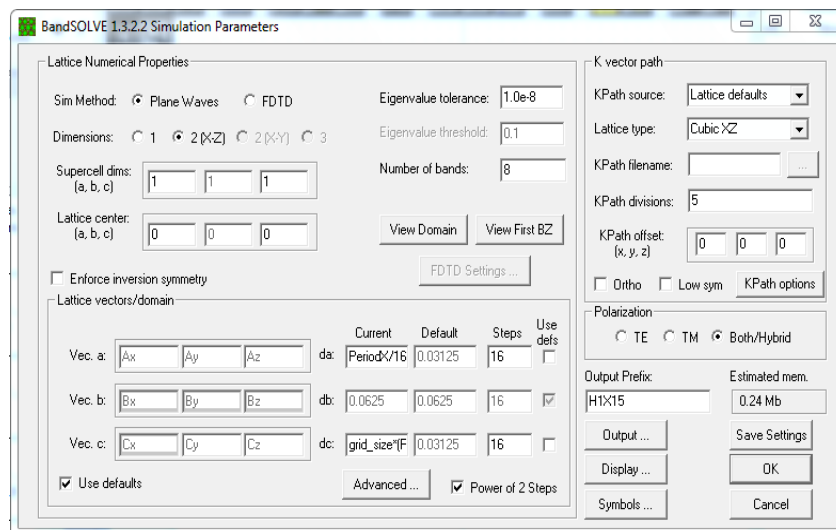 BandSOLVE 1.3.2.2 Simulation Parameters
Lattice Numerical Properties
Sim Method: Plane Waves FDTD
Dimensions: 1 2 (X-Z) 2 (X-Y) 3
Supercell dims:
(a, b, c)
1 1 1
Lattice center:
(a, b, c)
0 0 0
Enforce inversion symmetry
Eigenvalue tolerance: 1.0e-8
Eigenvalue threshold: 0.1
Number of bands: 8
View Domain View First BZ
FDTD Settings ...
Lattice vectors/domain
Current Default Steps Use
defs
Vec. a: Ax Ay Az da: PeriodX/16 0.03125 16
Vec. b: Bx By Bz db: 0.0625 0.0625 16
Vec. c: Cx Cy Cz dc: grid_size*(F 0.03125 16
Use defaults Advanced ... Power of 2 Steps
K vector path
KPath source: Lattice defaults
Lattice type: Cubic XZ
KPath filename: ...
KPath divisions: 5
KPath offset:
(x, y, z)
0 0 0
Ortho Low sym KPath options
Polarization
TE TM Both/Hybrid
Output Prefix: Estimated mem.
H1X15 0.24 Mb
Output ... Save Settings
Display ... OK
Symbols ... Cancel